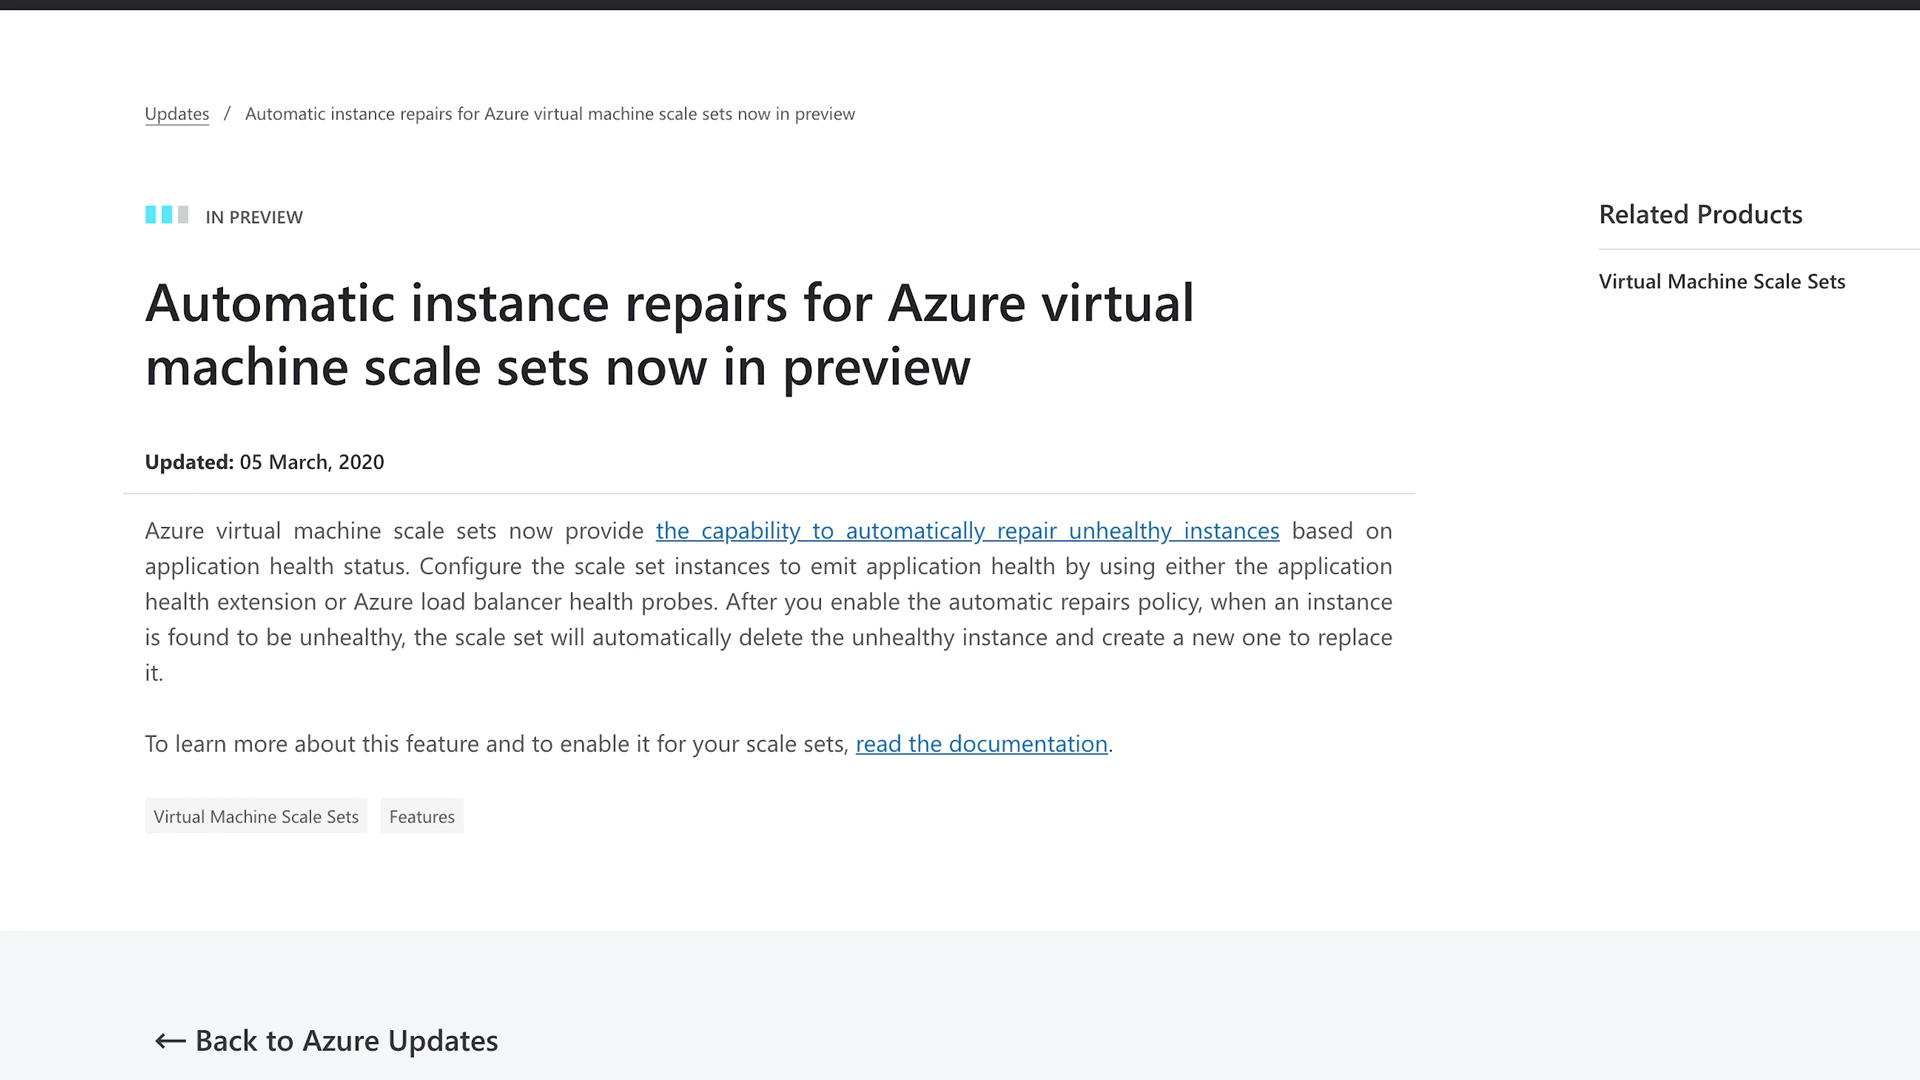 Updates / Automatic instance repairs for Azure virtual machine scale sets now in preview
IN PREVIEW
Automatic instance repairs for Azure virtual
machine scale sets now in preview
Updated: 05 March, 2020
Azure virtual machine scale sets now provide the capability to automatically repair unhealthy instances based on
application health status. Configure the scale set instances to emit application health by using either the application
health extension or Azure load balancer health probes. After you enable the automatic repairs policy, when an instance
is found to be unhealthy, the scale set will automatically delete the unhealthy instance and create a new one to replace
it.
To learn more about this feature and to enable it for your scale sets, read the documentation.
Virtual Machine Scale Sets Features
Related Products
Virtual Machine Scale Sets
← Back to Azure Updates